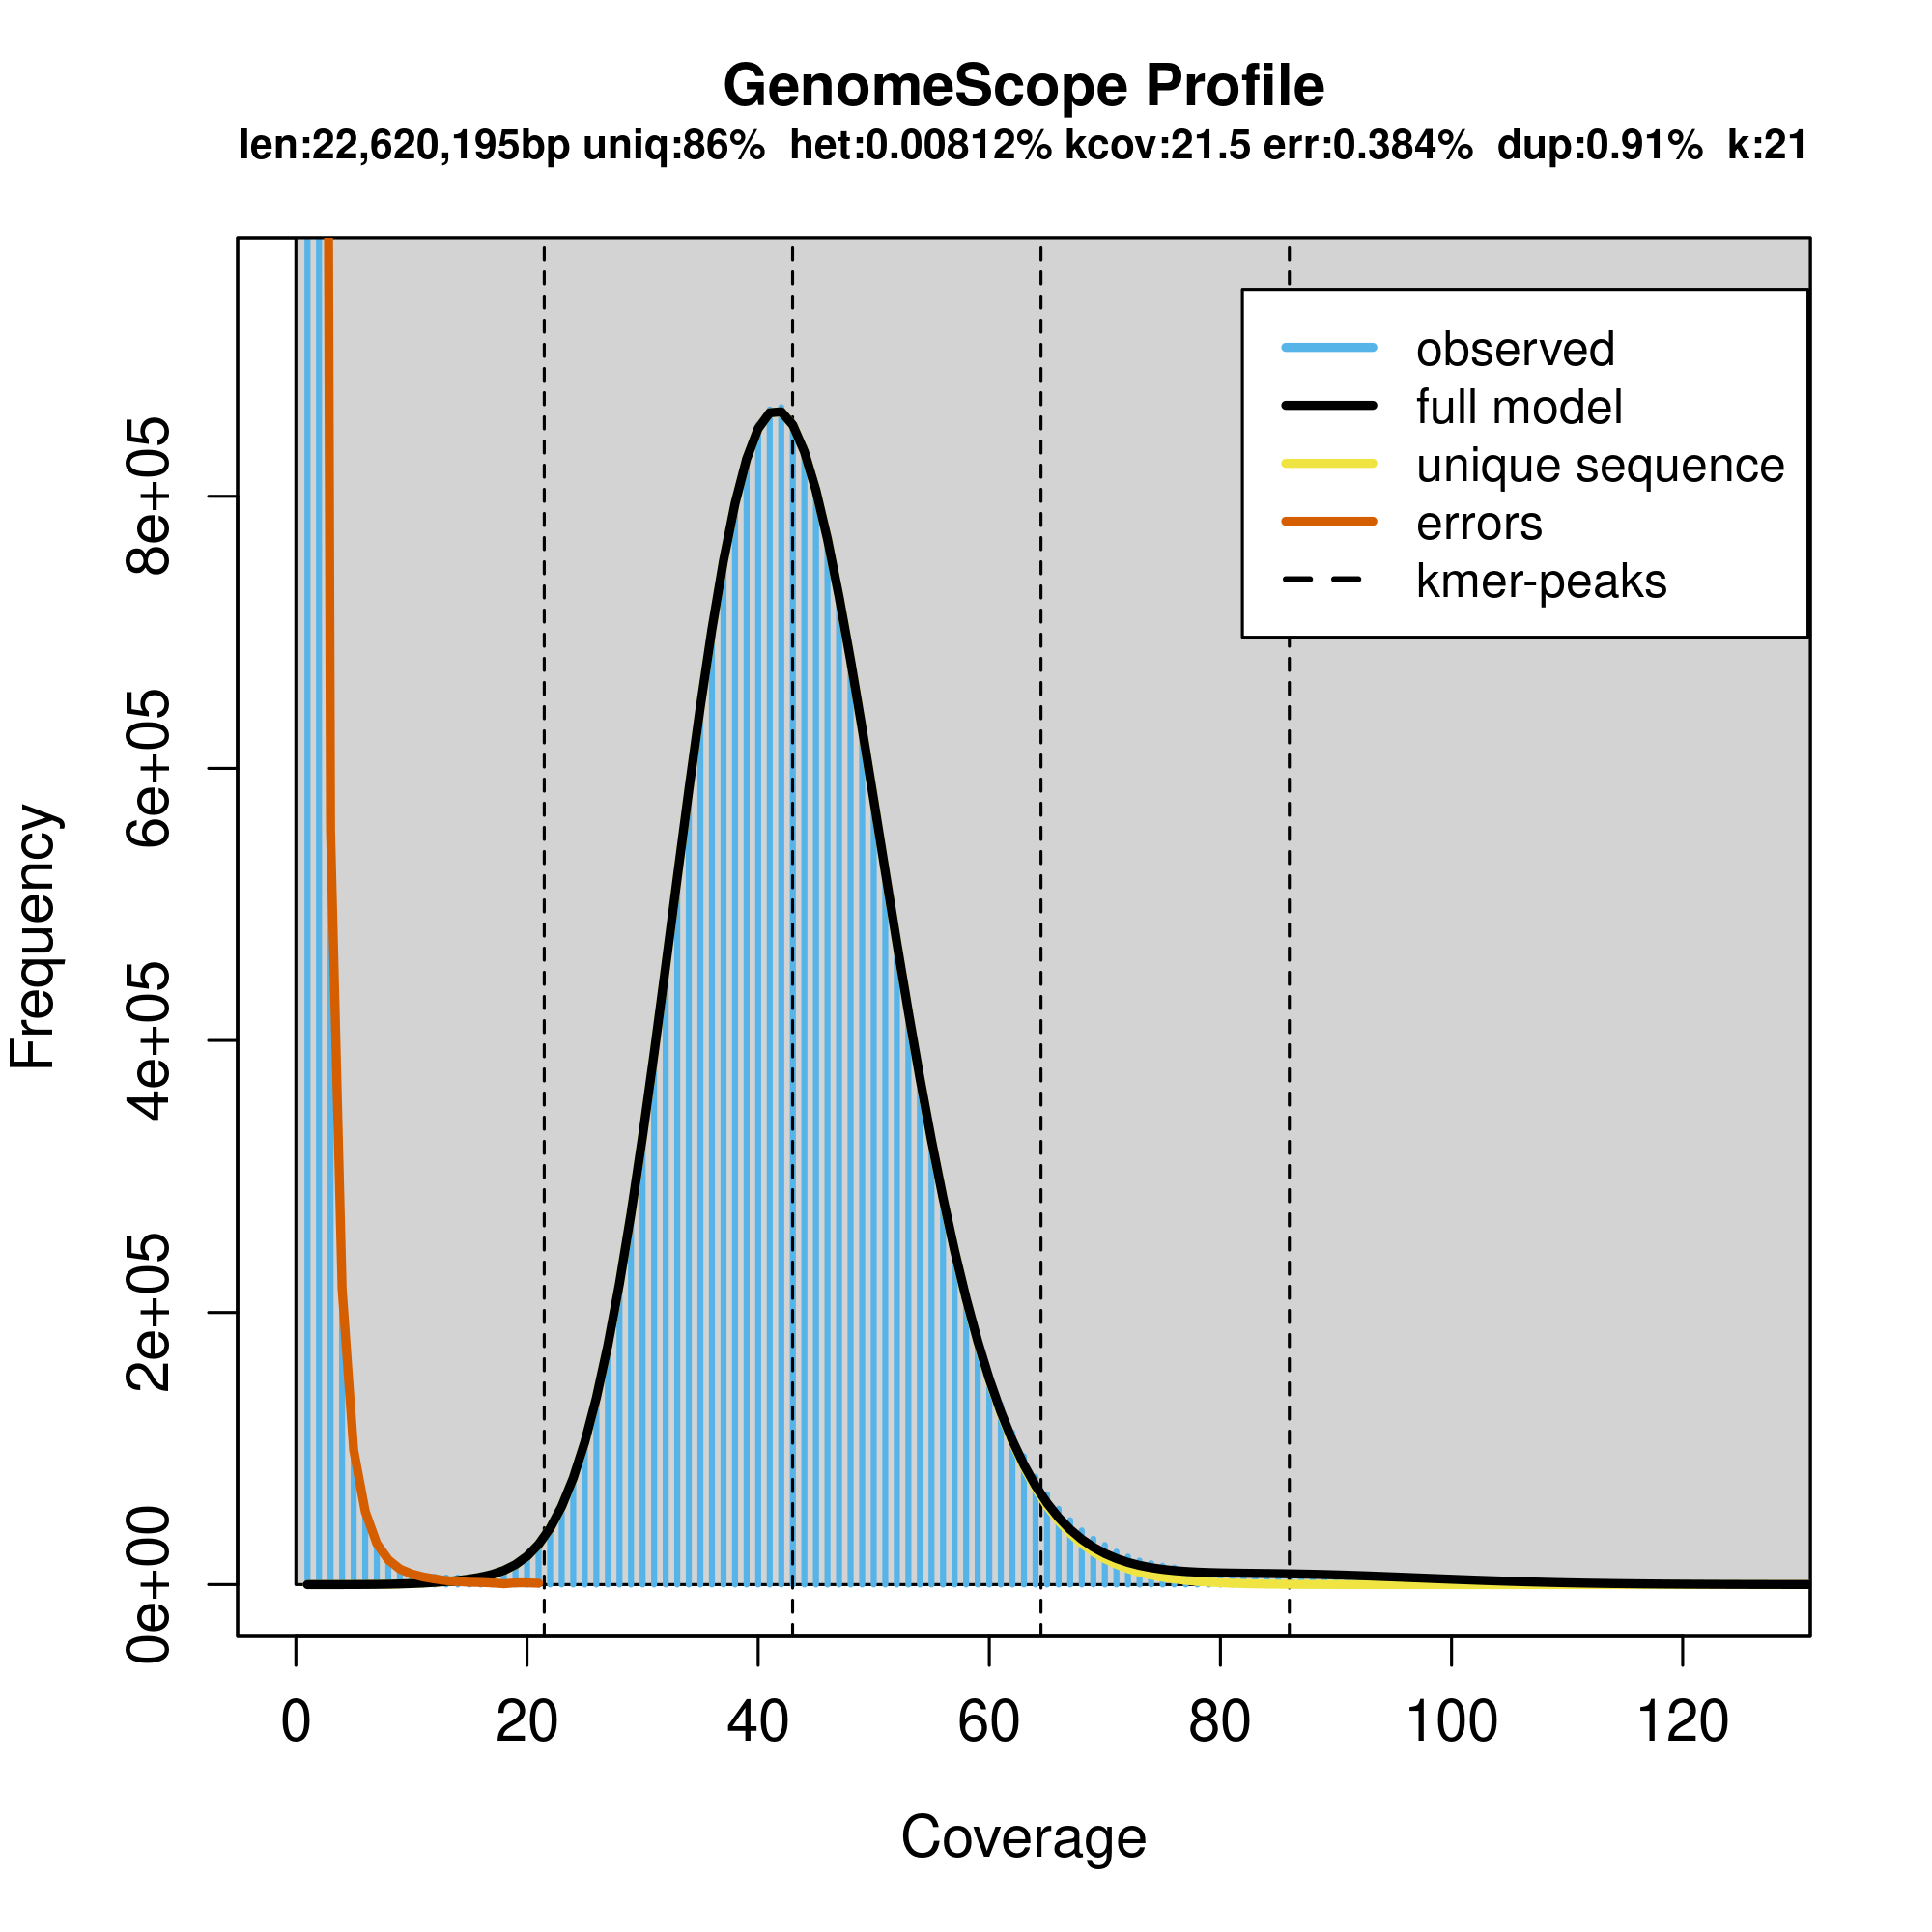 GenomeScope Profile
len:22,620,195bp uniq:86% het:0.00812% kcov:21.5 err:0.384% dup:0.91% k:21
observed
full model
unique sequence
errors
kmer-peaks
Frequency
8e+05
6e+05
4e+05
2e+05
0e+00
0 20 40 60 80 100 120
Coverage